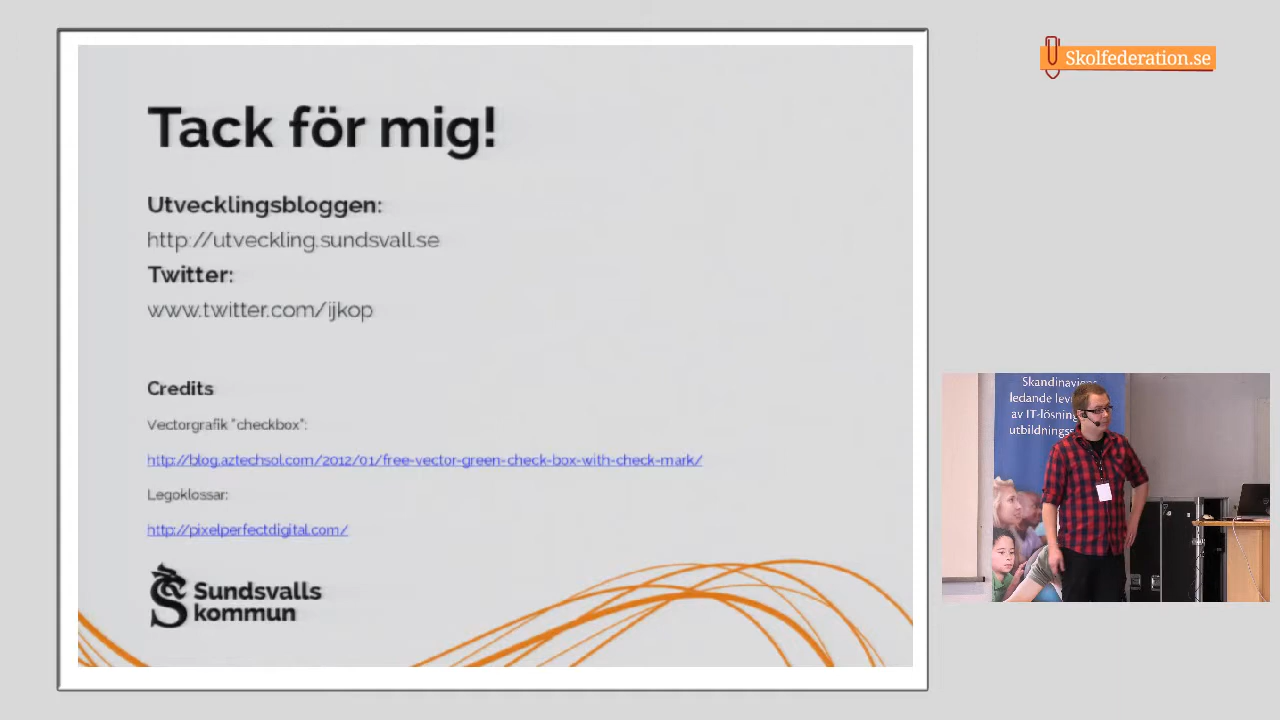 Tack för mig!
Utvecklingsbloggen:
http://utveckling.sundsvall.se
Twitter:
www.twitter.com/ijkop
Credits
Vectorgrafik "checkbox":
http://blog.aztechsol.com/2012/01/free-vector-green-check-box-with-check-mark/
Legoklossar:
http://pixelperfectdigital.com/
Sundsvalls
kommun
Skolfederation.se
Skandinaviens
ledande
av IT-lösning
utbildnings